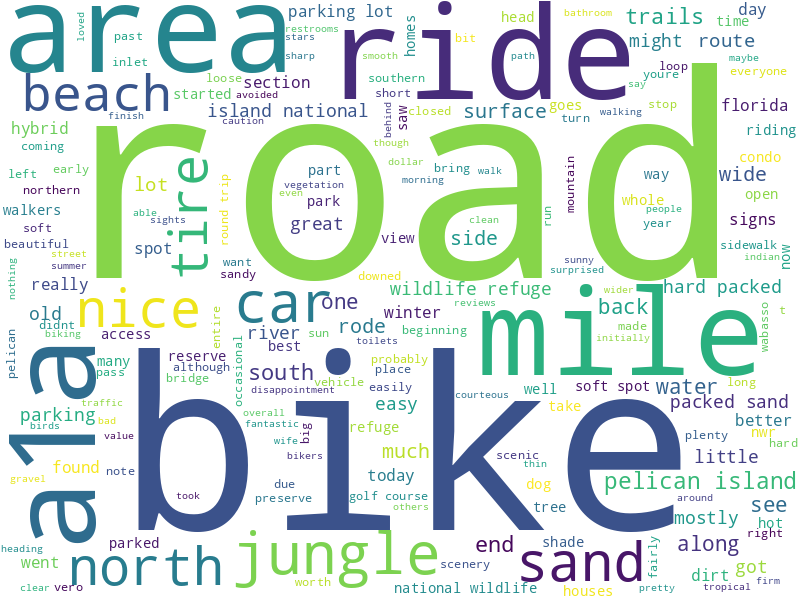 loved
past
area
ride
restrooms
stars
parking lot
homes
head
bathroom
bit
trails
time
day
might
route
inlet
sharp
smooth
path
say
youre
loop
maybe
everyone
beach
loose
section
southern
started
short
avoided
finish
island national
caution
behind
saw
closed
surface
goes
turn
stop
walking
florida
riding
hybrid
coming
road
though
dollar
left
early
northern
walkers
soft
beautiful
street
summer
nothing
lot
able
sights
spot
tire
round trip
part
vegetation
even
park
great
want
sandy
morning
bring
walk
view
clean
side
run
mountain
way
whole
people
year
sunny
surprised
condo
wide
open
signs
sidewalk
indian
now
really
old
didnt
biking
nice
access
entire
car
one
downed
wildlife refuge
reviews
winter
beginning
rode
river
sun
toilets
mile
hard packed
wider
made
initially
back
wabasso
t
pelican
many
pass
a1a
reserve
although
bridge
occasional
best
south
disappointment
vehicle
place
probably
easily
easy
courteous
well
soft spot
take
water
long
packed sand
better
traffic
parking
birds
bad
value
bike
overall
fantastic
wife
bikers
big
refuge
much
scenic
thin
plenty
nwr
hard
found
gravel
note
took
due
preserve
today
golf course
others
dog
tree
little
pelican island
around
see
mostly
hot
right
heading
went
parked
north
jungle
clear
vero
worth
end
scenery
national wildlife
sand
shade
houses
fairly
pretty
along
dirt
got
tropical
firm